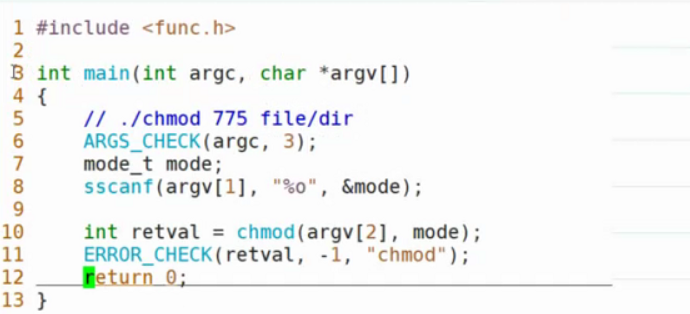 1 #include <func.h>
2
3 int main(int argc, char *argv[])
4 {
5     // ./chmod 775 file/dir
6     ARGS_CHECK(argc, 3);
7     mode_t mode;
8     sscanf(argv[1], "%o", &mode);
9
10     int retval = chmod(argv[2], mode);
11     ERROR_CHECK(retval, -1, "chmod");
12     return 0;
13 }